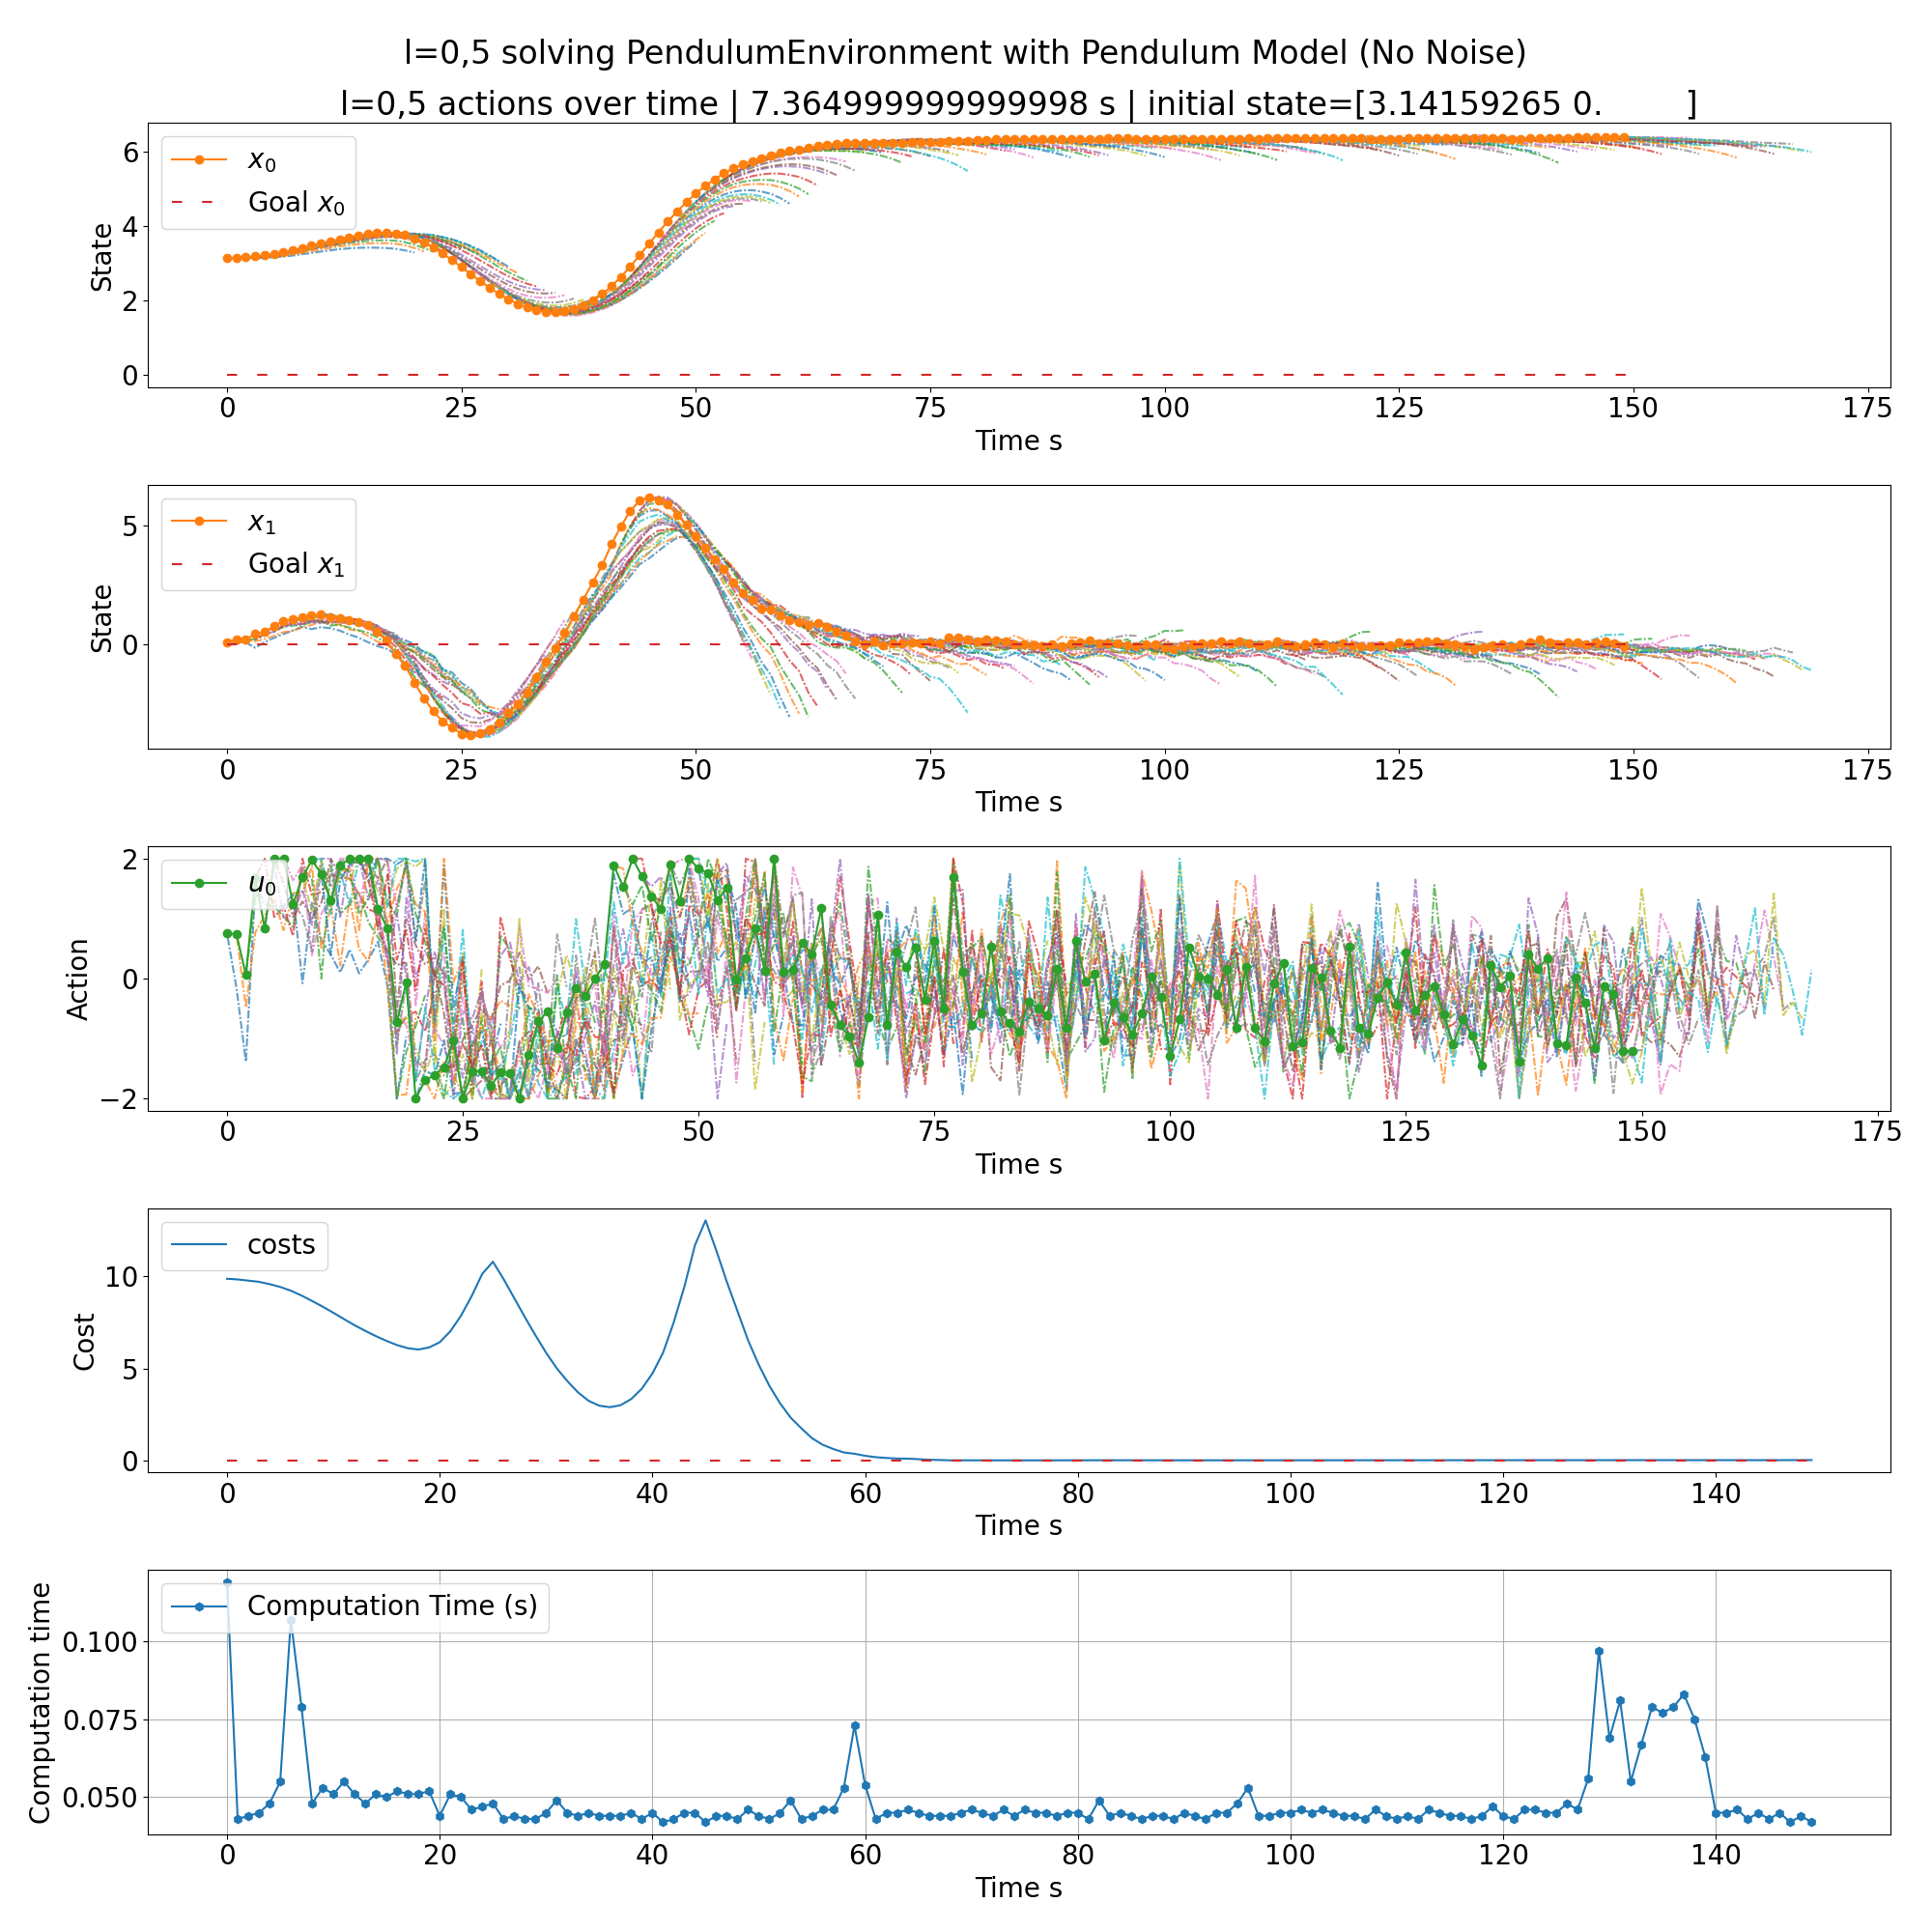 l=0,5 solving PendulumEnvironment with Pendulum Model (No Noise)
l=0,5 actions over time | 7.364999999999998 s | initial state=[3.14159265 0. ]
x0
Goal x0
State
6
4
2
0
0 25 50 75 100 125 150 175
Time s
x1
Goal x1
State
5
0
0 25 50 75 100 125 150 175
Time s
u0
Action
2
0
−2
0 25 50 75 100 125 150 175
Time s
costs
Cost
10
5
0
0 20 40 60 80 100 120 140
Time s
Computation Time (s)
Computation time
0.100
0.075
0.050
0 20 40 60 80 100 120 140
Time s